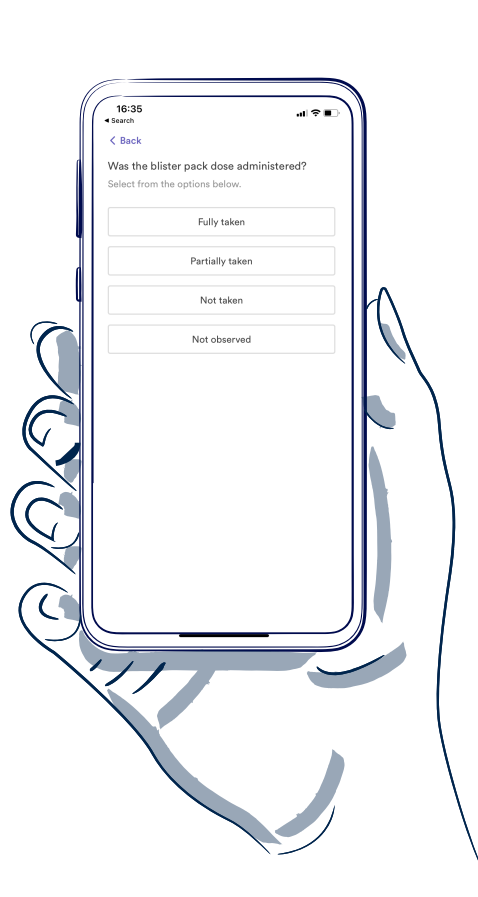 16:35
Search
Back
Was the blister pack dose administered?
Select from the options below.
Fully taken
Partially taken
Not taken
Not observed